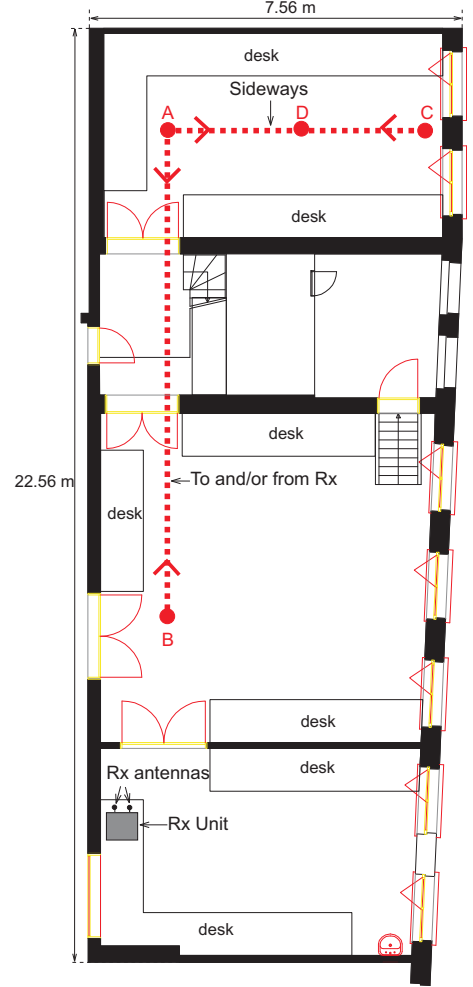 7.56 m
desk
Sideways
A
D
C
desk
desk
22.56 m
To and/or from Rx
desk
B
desk
desk
Rx antennas
Rx Unit
desk